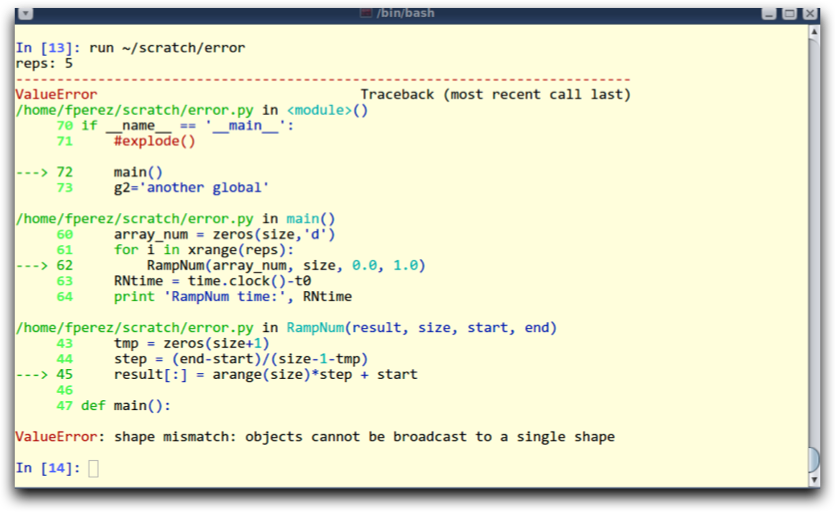 /bin/bash
In [13]: run ~/scratch/error
reps: 5
---------------------------------------------------------------------------
ValueError                                Traceback (most recent call last)
/home/fperez/scratch/error.py in <module>()
     70 if __name__ == '__main__':
     71     #explode()
---> 72     main()
     73     g2='another global'
/home/fperez/scratch/error.py in main()
     60     array_num = zeros(size,'d')
     61     for i in xrange(reps):
---> 62         RampNum(array_num, size, 0.0, 1.0)
     63     RNtime = time.clock()-t0
     64     print 'RampNum time:', RNtime
/home/fperez/scratch/error.py in RampNum(result, size, start, end)
     43     tmp = zeros(size+1)
     44     step = (end-start)/(size-1-tmp)
---> 45     result[:] = arange(size)*step + start
     46
     47 def main():
ValueError: shape mismatch: objects cannot be broadcast to a single shape
In [14]: